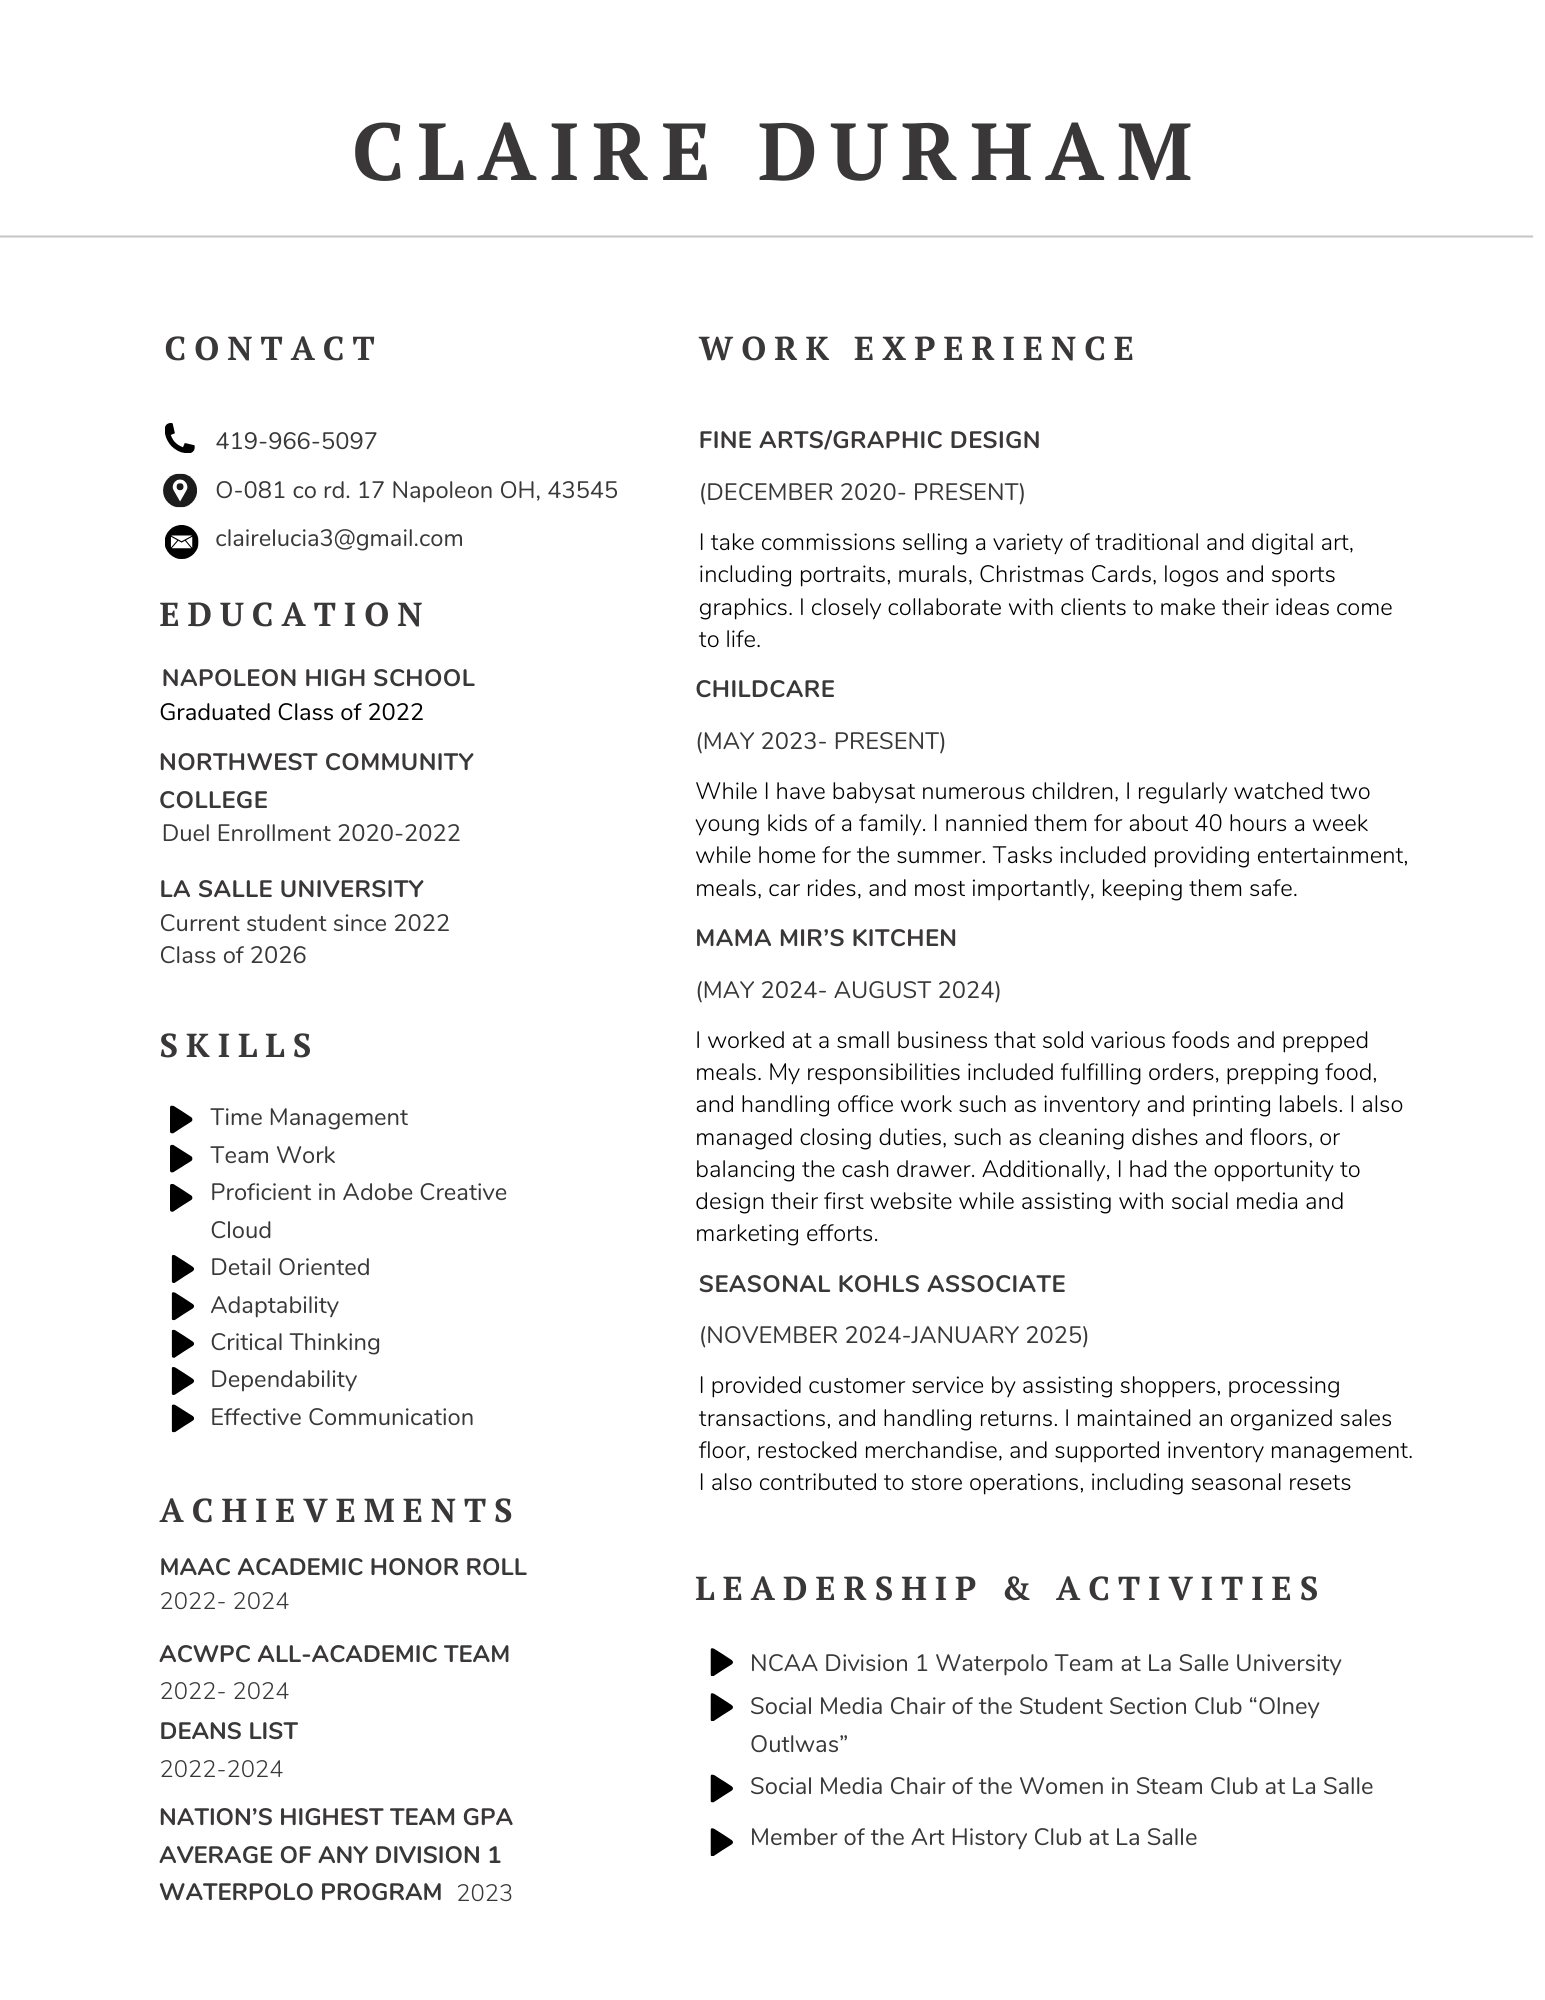 CLAIRE DURHAM
CONTACT
419-966-5097
O-081 co rd. 17 Napoleon OH, 43545
clairelucia3@gmail.com
EDUCATION
NAPOLEON HIGH SCHOOL
Graduated Class of 2022
NORTHWEST COMMUNITY
COLLEGE
Duel Enrollment 2020-2022
LA SALLE UNIVERSITY
Current student since 2022
Class of 2026
SKILLS
Time Management
Team Work
Proficient in Adobe Creative
Cloud
Detail Oriented
Adaptability
Critical Thinking
Dependability
Effective Communication
ACHIEVEMENTS
MAAC ACADEMIC HONOR ROLL
2022- 2024
ACWPC ALL-ACADEMIC TEAM
2022- 2024
DEANS LIST
2022-2024
NATION’S HIGHEST TEAM GPA
AVERAGE OF ANY DIVISION 1
WATERPOLO PROGRAM 2023
WORK EXPERIENCE
FINE ARTS/GRAPHIC DESIGN
(DECEMBER 2020- PRESENT)
I take commissions selling a variety of traditional and digital art,
including portraits, murals, Christmas Cards, logos and sports
graphics. I closely collaborate with clients to make their ideas come
to life.
CHILDCARE
(MAY 2023- PRESENT)
While I have babysat numerous children, I regularly watched two
young kids of a family. I nannied them for about 40 hours a week
while home for the summer. Tasks included providing entertainment,
meals, car rides, and most importantly, keeping them safe.
MAMA MIR’S KITCHEN
(MAY 2024- AUGUST 2024)
I worked at a small business that sold various foods and prepped
meals. My responsibilities included fulfilling orders, prepping food,
and handling office work such as inventory and printing labels. I also
managed closing duties, such as cleaning dishes and floors, or
balancing the cash drawer. Additionally, I had the opportunity to
design their first website while assisting with social media and
marketing efforts.
SEASONAL KOHLS ASSOCIATE
(NOVEMBER 2024-JANUARY 2025)
I provided customer service by assisting shoppers, processing
transactions, and handling returns. I maintained an organized sales
floor, restocked merchandise, and supported inventory management.
I also contributed to store operations, including seasonal resets
LEADERSHIP & ACTIVITIES
NCAA Division 1 Waterpolo Team at La Salle University
Social Media Chair of the Student Section Club “Olney
Outlwas”
Social Media Chair of the Women in Steam Club at La Salle
Member of the Art History Club at La Salle